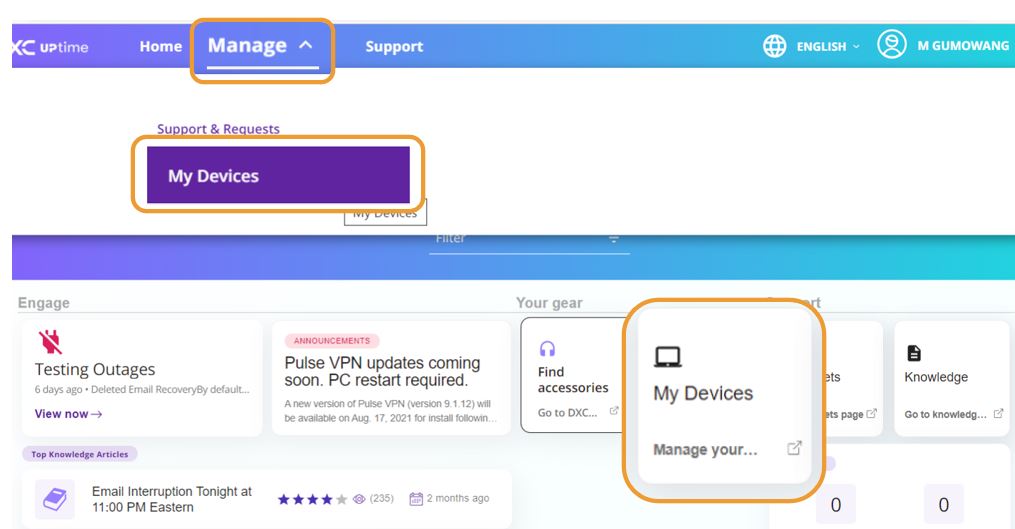 XC UPtime
Home
Manage
Support
ENGLISH
M GUMOWANG
Support & Requests
My Devices
My Devices
Filter
Engage
Your gear
ort
Testing Outages
6 days ago • Deleted Email RecoveryBy default...
View now
ANNOUNCEMENTS
Pulse VPN updates coming
soon. PC restart required.
A new version of Pulse VPN (version 9.1.12) will
be available on Aug. 17, 2021 for install followin...
Find
accessories
Go to DXC...
My Devices
Manage your...
ets
ets page
Knowledge
Go to knowledg...
Top Knowledge Articles
Email Interruption Tonight at
11:00 PM Eastern
(235)
2 months ago
0
0